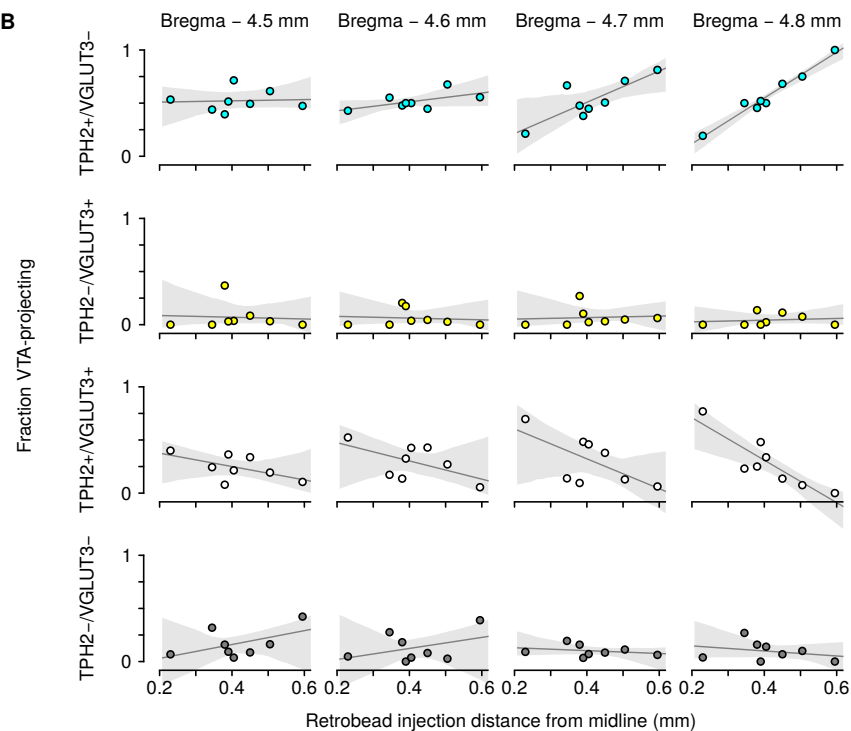 B
Bregma − 4.5 mm
Bregma − 4.6 mm
Bregma − 4.7 mm
Bregma − 4.8 mm
Fraction VTA-projecting
TPH2+/VGLUT3−
1
0
TPH2−/VGLUT3+
1
0
TPH2+/VGLUT3+
1
0
TPH2−/VGLUT3−
1
0
0.2 0.4 0.6
0.2 0.4 0.6
0.2 0.4 0.6
0.2 0.4 0.6
Retrobead injection distance from midline (mm)